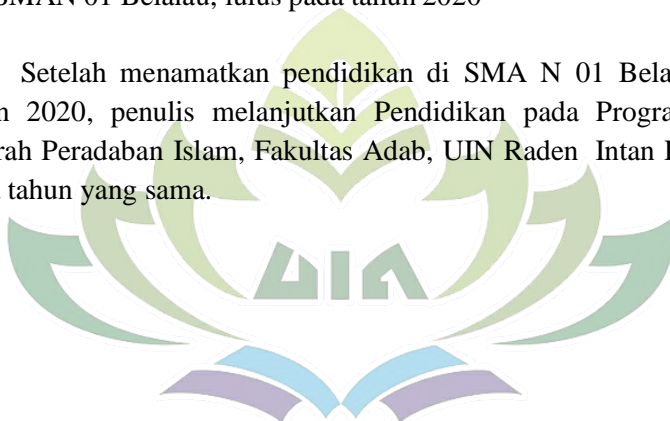 SMAN 01 Belalau, lulus pada tahun 2020
Setelah menamatkan pendidikan di SMA N 01 Bela
n 2020, penulis melanjutkan Pendidikan pada Progra
rah Peradaban Islam, Fakultas Adab, UIN Raden Intan
tahun yang sama.
UIN